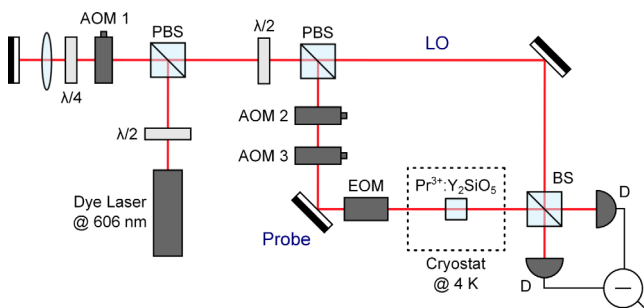 AOM 1
PBS
λ/2
PBS
LO
λ/4
AOM 2
λ/2
AOM 3
EOM
Pr³⁺:Y₂SiO₅
BS
D
Dye Laser
@ 606 nm
Probe
Cryostat
@ 4 K
D
−